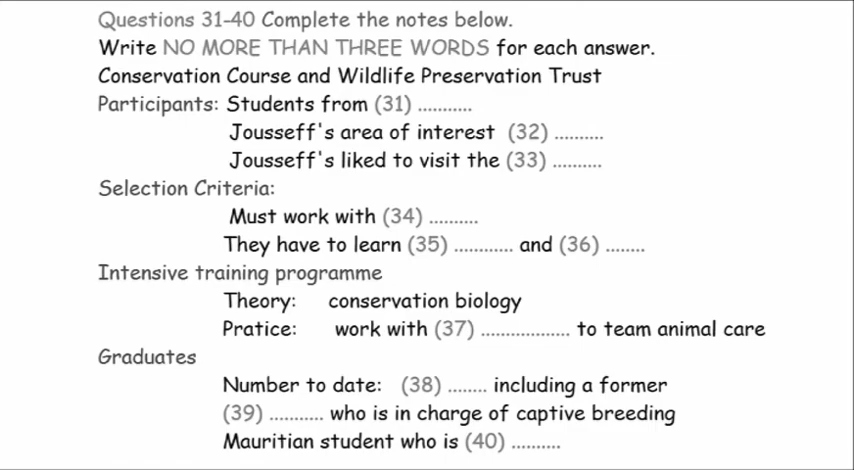 Questions 31-40 Complete the notes below.
Write NO MORE THAN THREE WORDS for each answer.
Conservation Course and Wildlife Preservation Trust
Participants: Students from (31) ...........
Jousseff's area of interest (32) ..........
Jousseff's liked to visit the (33) ..........
Selection Criteria:
Must work with (34) ..........
They have to learn (35) ............ and (36) ........
Intensive training programme
Theory: conservation biology
Pratice: work with (37) .................. to team animal care
Graduates
Number to date: (38) ........ including a former
(39) ........... who is in charge of captive breeding
Mauritian student who is (40) ..........